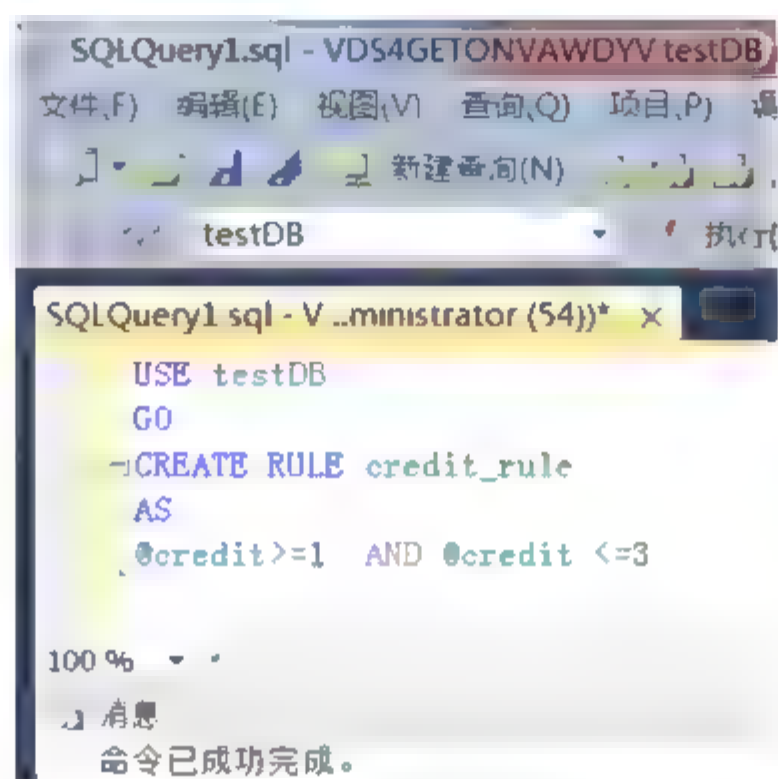 SQLQuery1.sql - VDS4GETONVAWDYV testDB)
文件(F) 编辑(E) 视图(V) 查询(Q) 项目(P)
新建查询(N)
testDB 执行(
SQLQuery1.sql - V...ministrator (54))* ×
USE testDB
GO
CREATE RULE credit_rule
AS
@credit>=1 AND @credit <=3
100 %
消息
命令已成功完成。